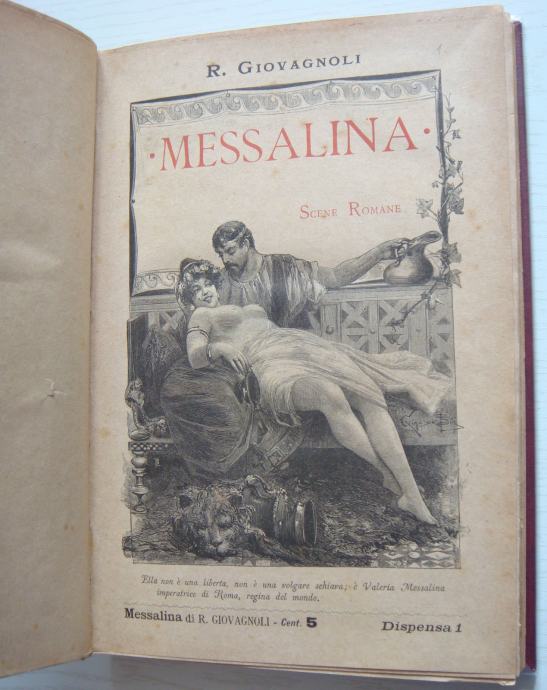 R. GIOVAGNOLI
· MESSALINA ·
SCENE ROMANE
Ella non è una liberta, non è una volgare schiava; è Valeria Messalina
imperatrice di Roma, regina del mondo.
Messalina di R. GIOVAGNOLI - Cent. 5
Dispensa 1